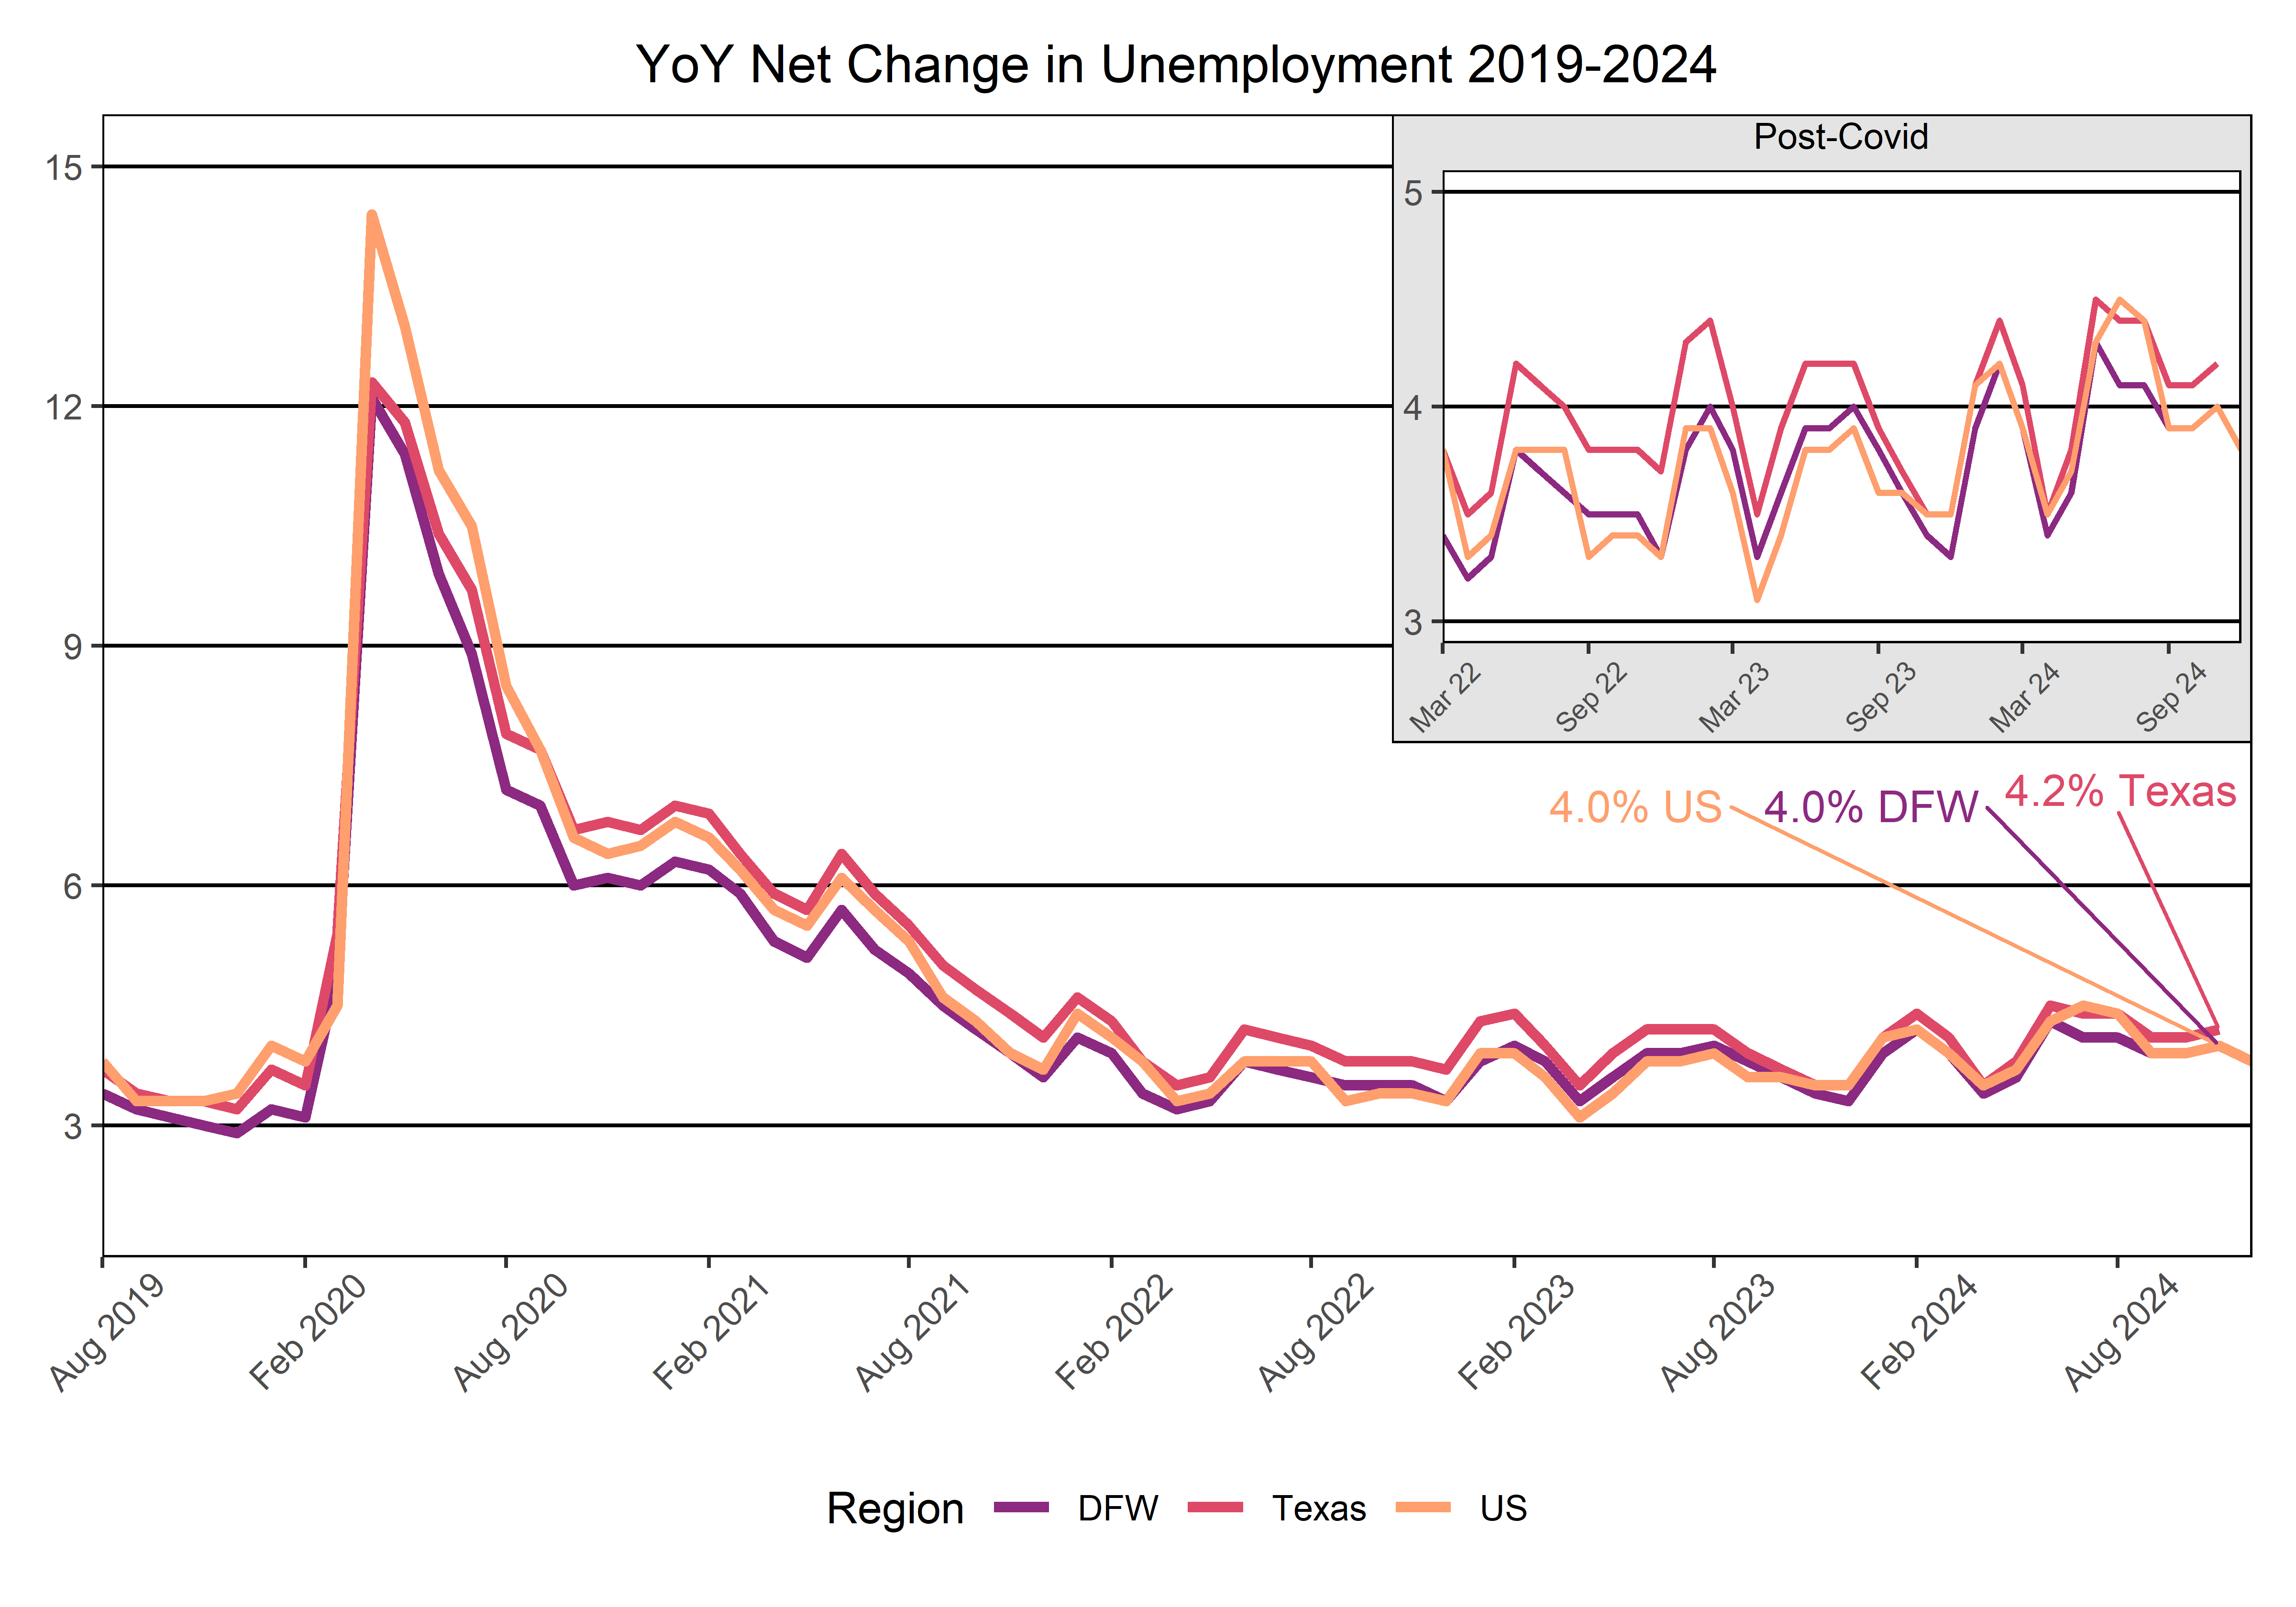 YoY Net Change in Unemployment 2019-2024
Post-Covid
15
12
9
6
3
5
4
3
Mar 22
Sep 22
Mar 23
Sep 23
Mar 24
Sep 24
4.0% US
4.0% DFW
4.2% Texas
Aug 2019
Feb 2020
Aug 2020
Feb 2021
Aug 2021
Feb 2022
Aug 2022
Feb 2023
Aug 2023
Feb 2024
Aug 2024
Region DFW Texas US